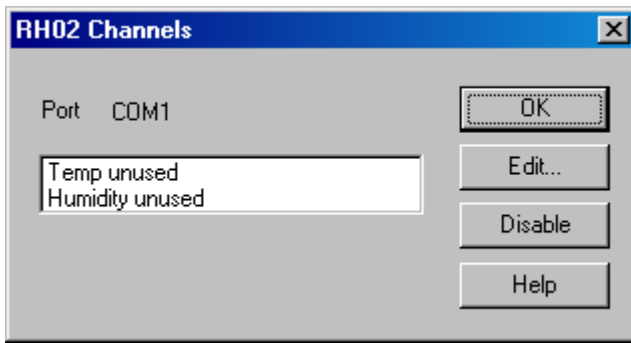 RH02 Channels
Port COM1
Temp unused
Humidity unused
OK
Edit...
Disable
Help